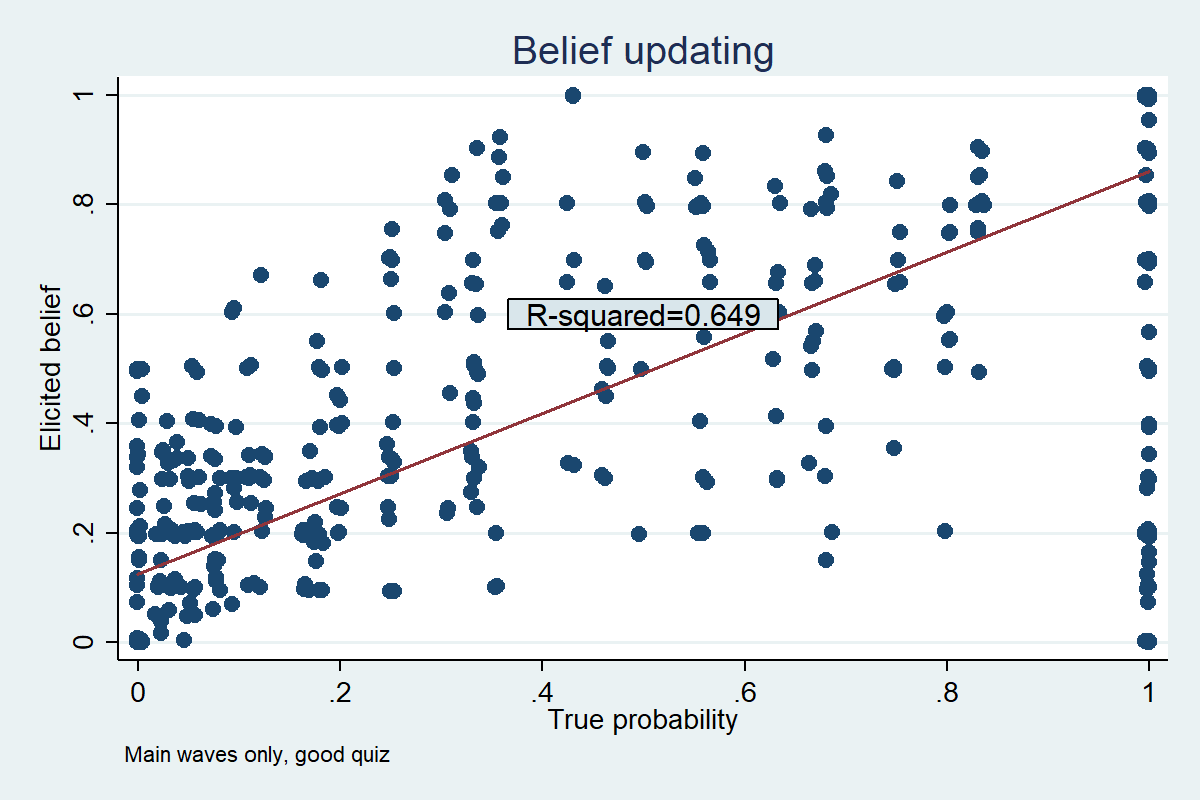 Belief updating
Elicited belief
1
.8
.6
.4
.2
0
R-squared=0.649
0 .2 .4 .6 .8 1
True probability
Main waves only, good quiz